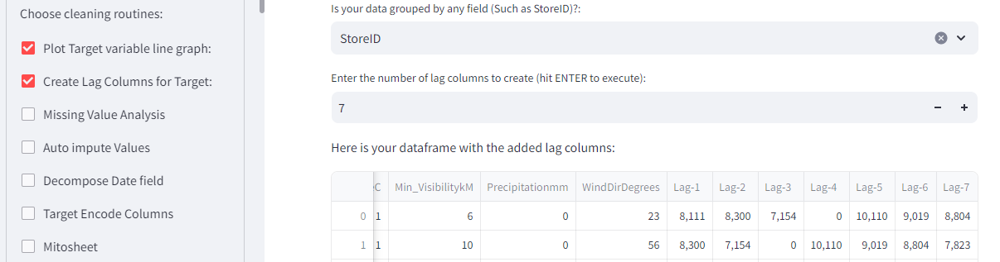 Choose cleaning routines:
Plot Target variable line graph:
Create Lag Columns for Target:
Missing Value Analysis
Auto impute Values
Decompose Date field
Target Encode Columns
Mitosheet
Is your data grouped by any field (Such as StoreID)?:
StoreID
Enter the number of lag columns to create (hit ENTER to execute):
7
Here is your dataframe with the added lag columns:
C Min_VisibilitykM Precipitationmm WindDirDegrees Lag-1 Lag-2 Lag-3 Lag-4 Lag-5 Lag-6 Lag-7
0 1 6 0 23 8,111 8,300 7,154 0 10,110 9,019 8,804
1 1 10 0 56 8,300 7,154 0 10,110 9,019 8,804 7,823